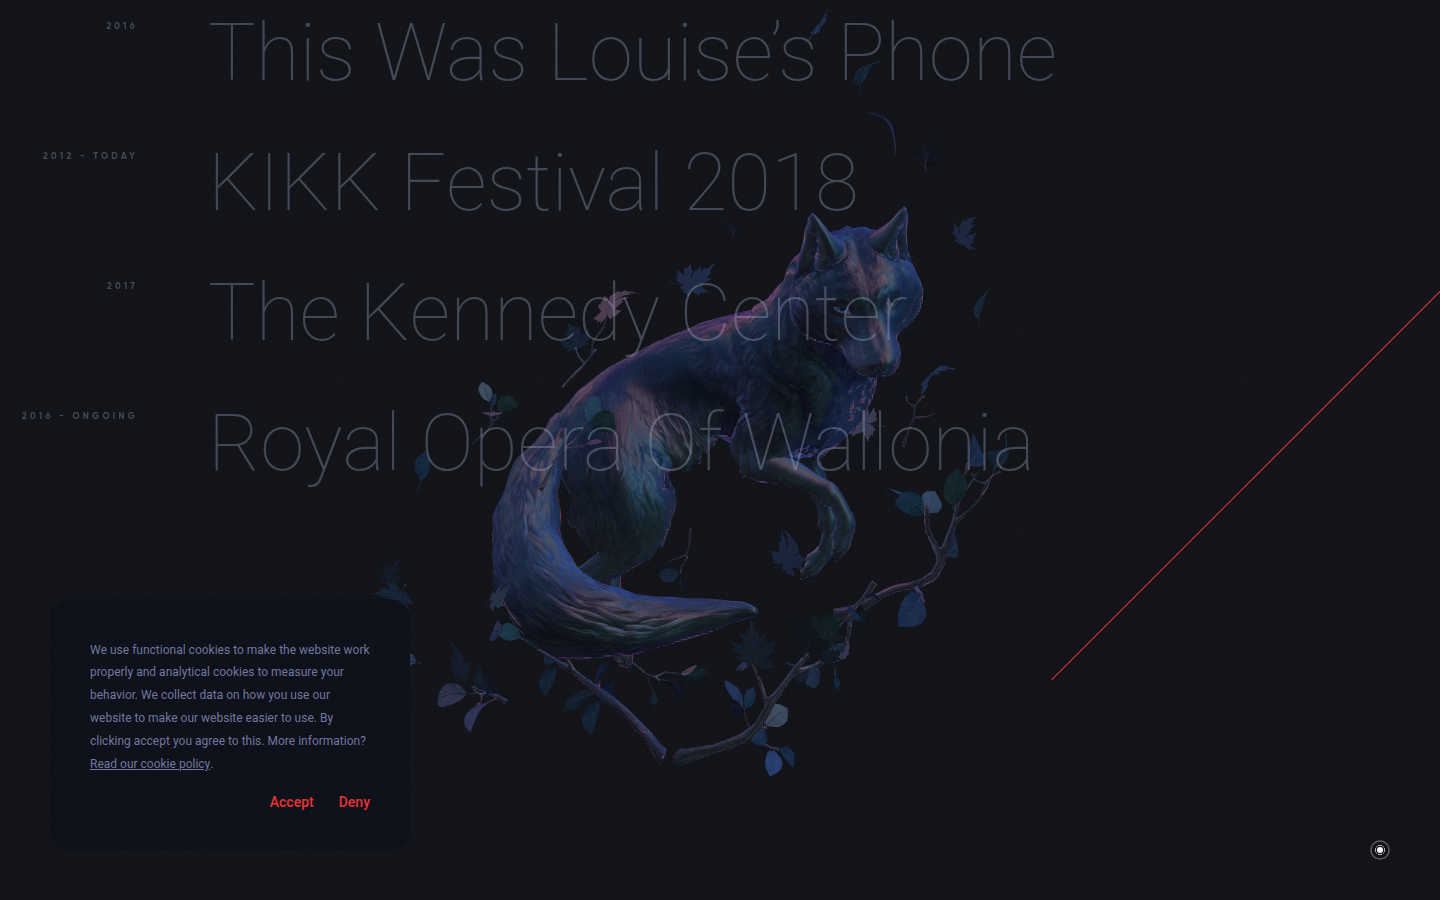 2016
This Was Louise’s Phone
2012 - TODAY
KIKK Festival 2018
2017
The Kennedy Center
2016 - ONGOING
Royal Opera Of Wallonia
We use functional cookies to make the website work
properly and analytical cookies to measure your
behavior. We collect data on how you use our
website to make our website easier to use. By
clicking accept you agree to this. More information?
Read our cookie policy.
Accept Deny